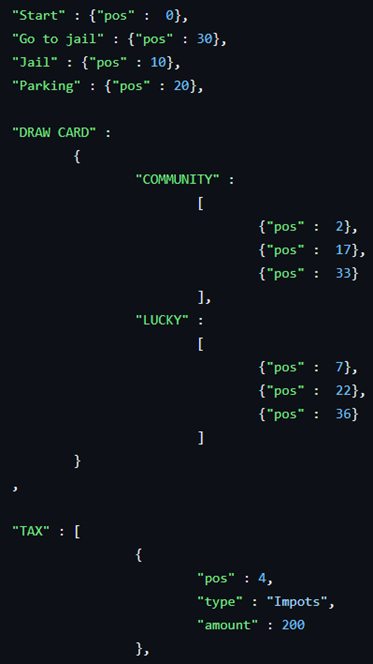 "Start" : {"pos" :  0},
"Go to jail" : {"pos" : 30},
"Jail" : {"pos" : 10},
"Parking" : {"pos" : 20},
"DRAW CARD" :
{
"COMMUNITY" :
[
{"pos" :  2},
{"pos" : 17},
{"pos" :  33}
],
"LUCKY" :
[
{"pos" :  7},
{"pos" : 22},
{"pos" :  36}
]
}
,
"TAX" : [
{
"pos" : 4,
"type" : "Impots",
"amount" : 200
},